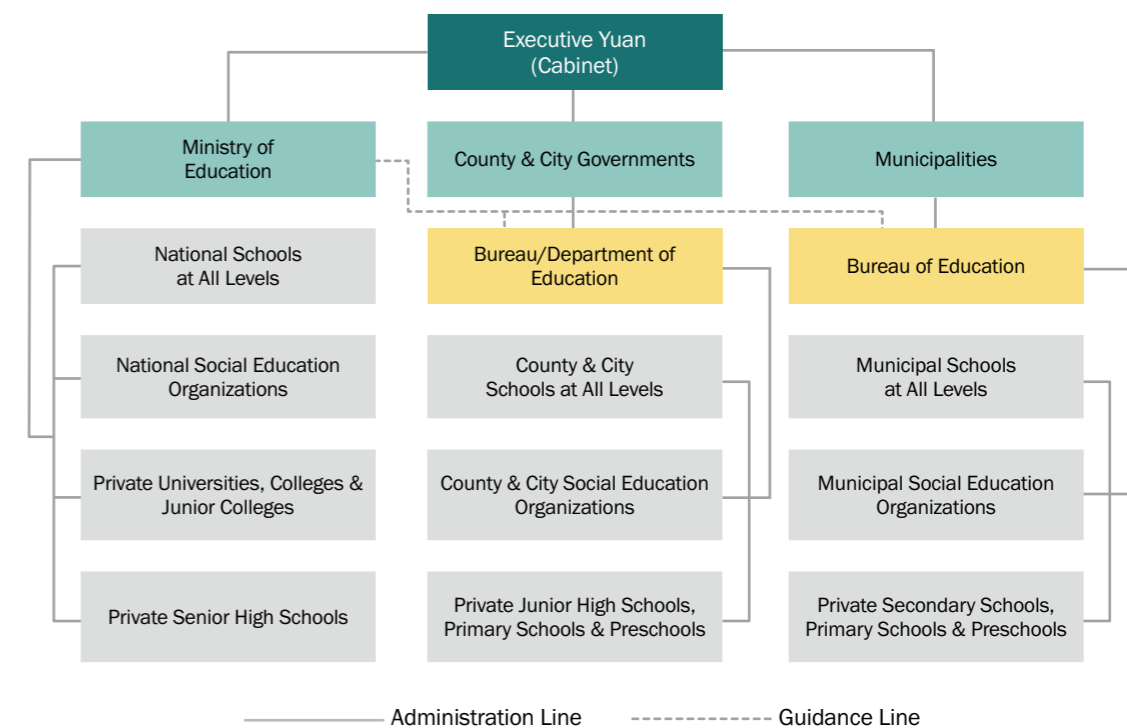 Executive Yuan
(Cabinet)
Ministry of
Education
County & City Governments
Municipalities
National Schools
at All Levels
Bureau/Department of
Education
Bureau of Education
National Social Education
Organizations
County & City
Schools at All Levels
Municipal Schools
at All Levels
Private Universities, Colleges &
Junior Colleges
County & City Social Education
Organizations
Municipal Social Education
Organizations
Private Senior High Schools
Private Junior High Schools,
Primary Schools & Preschools
Private Secondary Schools,
Primary Schools & Preschools
Administration Line
Guidance Line